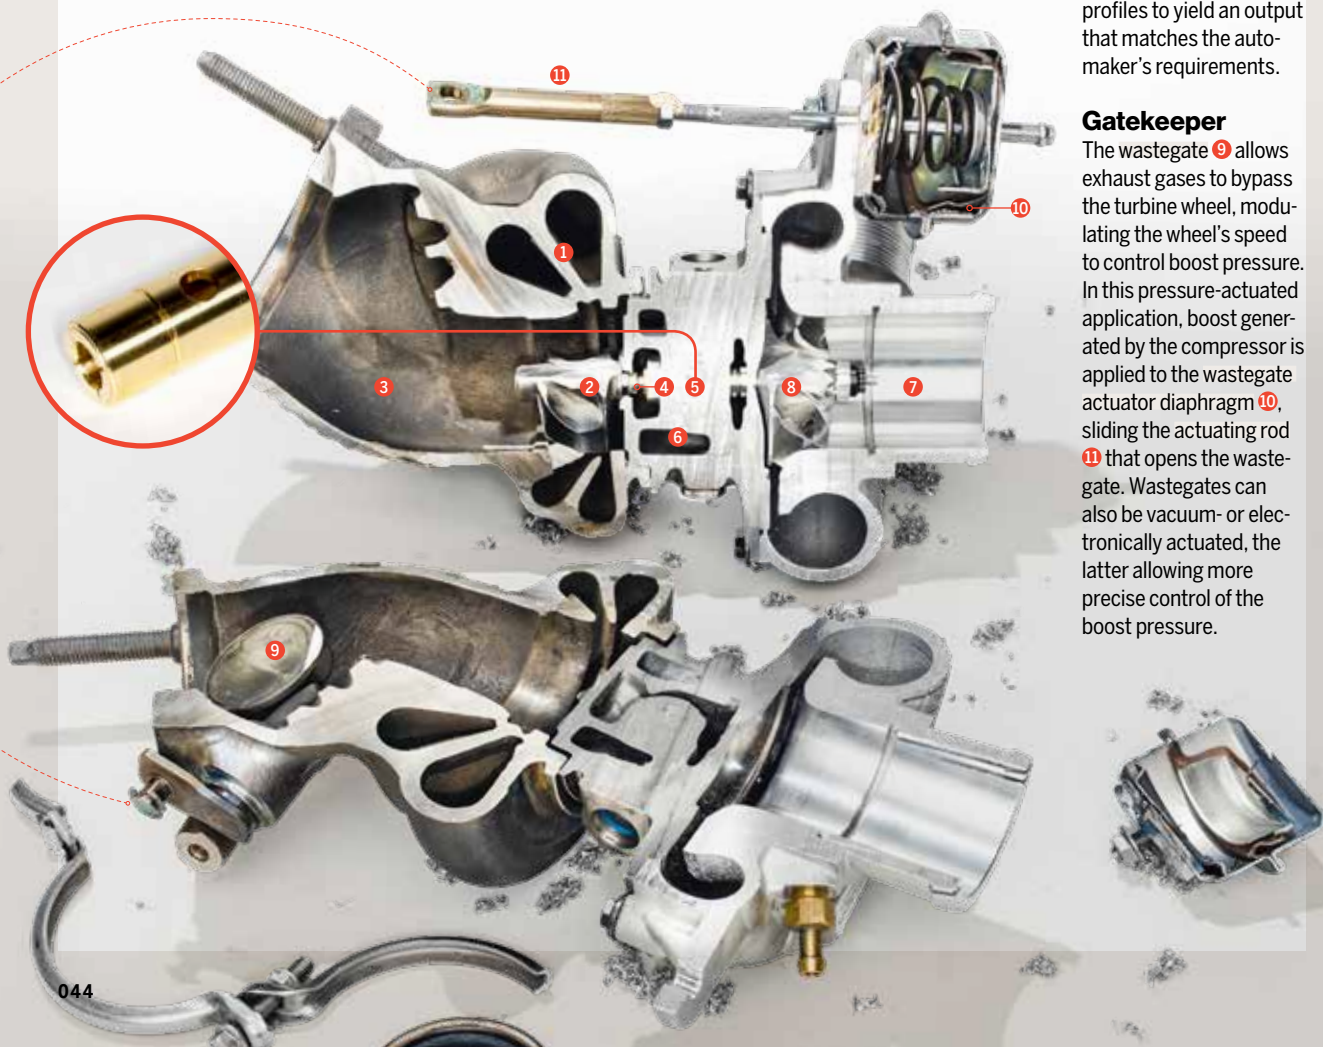 profiles to yield an output
that matches the auto-
maker's requirements.
Gatekeeper
The wastegate 9 allows
exhaust gases to bypass
the turbine wheel, modu-
lating the wheel's speed
to control boost pressure.
In this pressure-actuated
application, boost gener-
ated by the compressor is
applied to the wastegate
actuator diaphragm 10,
sliding the actuating rod
11 that opens the waste-
gate. Wastegates can
also be vacuum- or elec-
tronically actuated, the
latter allowing more
precise control of the
boost pressure.
11
10
1
3
2
4
5
8
7
6
9
044